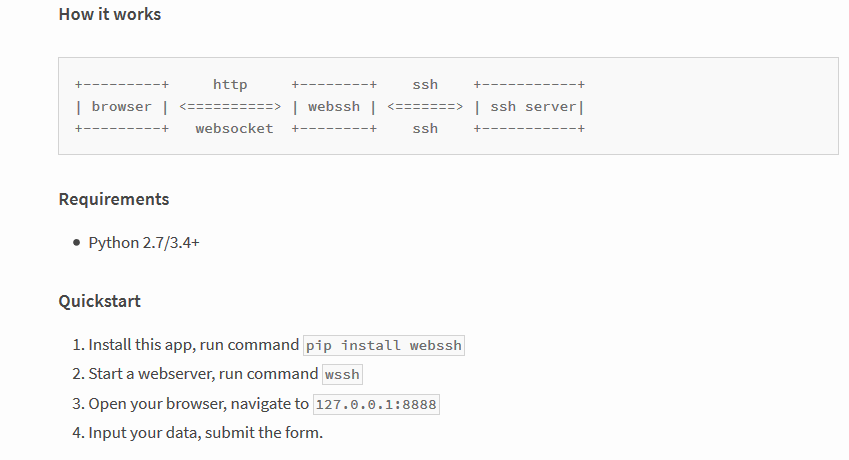 How it works
+---------+     http     +--------+    ssh    +-----------+
| browser | <==========> | webssh | <=======> | ssh server|
+---------+   websocket  +--------+    ssh    +-----------+
Requirements
• Python 2.7/3.4+
Quickstart
1. Install this app, run command pip install webssh
2. Start a webserver, run command wssh
3. Open your browser, navigate to 127.0.0.1:8888
4. Input your data, submit the form.